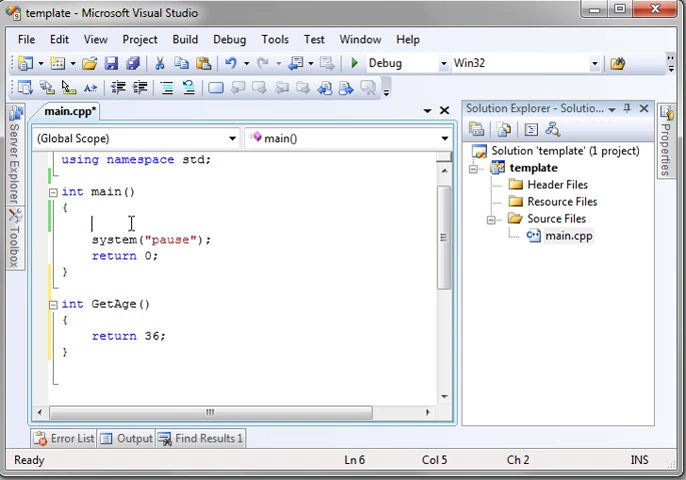 template - Microsoft Visual Studio
File Edit View Project Build Debug Tools Test Window Help
Debug Win32
main.cpp*
Solution Explorer - Solutio...
(Global Scope) main()
using namespace std;
int main()
{
system("pause");
return 0;
}
int GetAge()
{
return 36;
}
Server Explorer
Toolbox
Solution 'template' (1 project)
template
Header Files
Resource Files
Source Files
main.cpp
Properties
Error List Output Find Results 1
Ready Ln 6 Col 5 Ch 2 INS